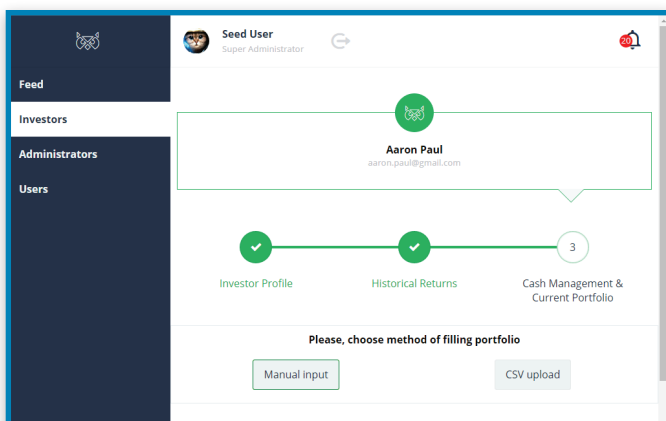 Seed User
Super Administrator
20
Feed
Investors
Administrators
Users
Aaron Paul
aaron.paul@gmail.com
3
Investor Profile
Historical Returns
Cash Management &
Current Portfolio
Please, choose method of filling portfolio
Manual input
CSV upload